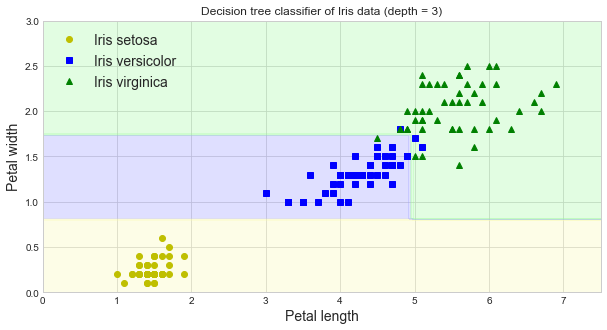 Decision tree classifier of Iris data (depth = 3)
3.0
2.5
2.0
1.5
1.0
0.5
0.0
Petal width
Iris setosa
Iris versicolor
Iris virginica
0 1 2 3 4 5 6 7
Petal length